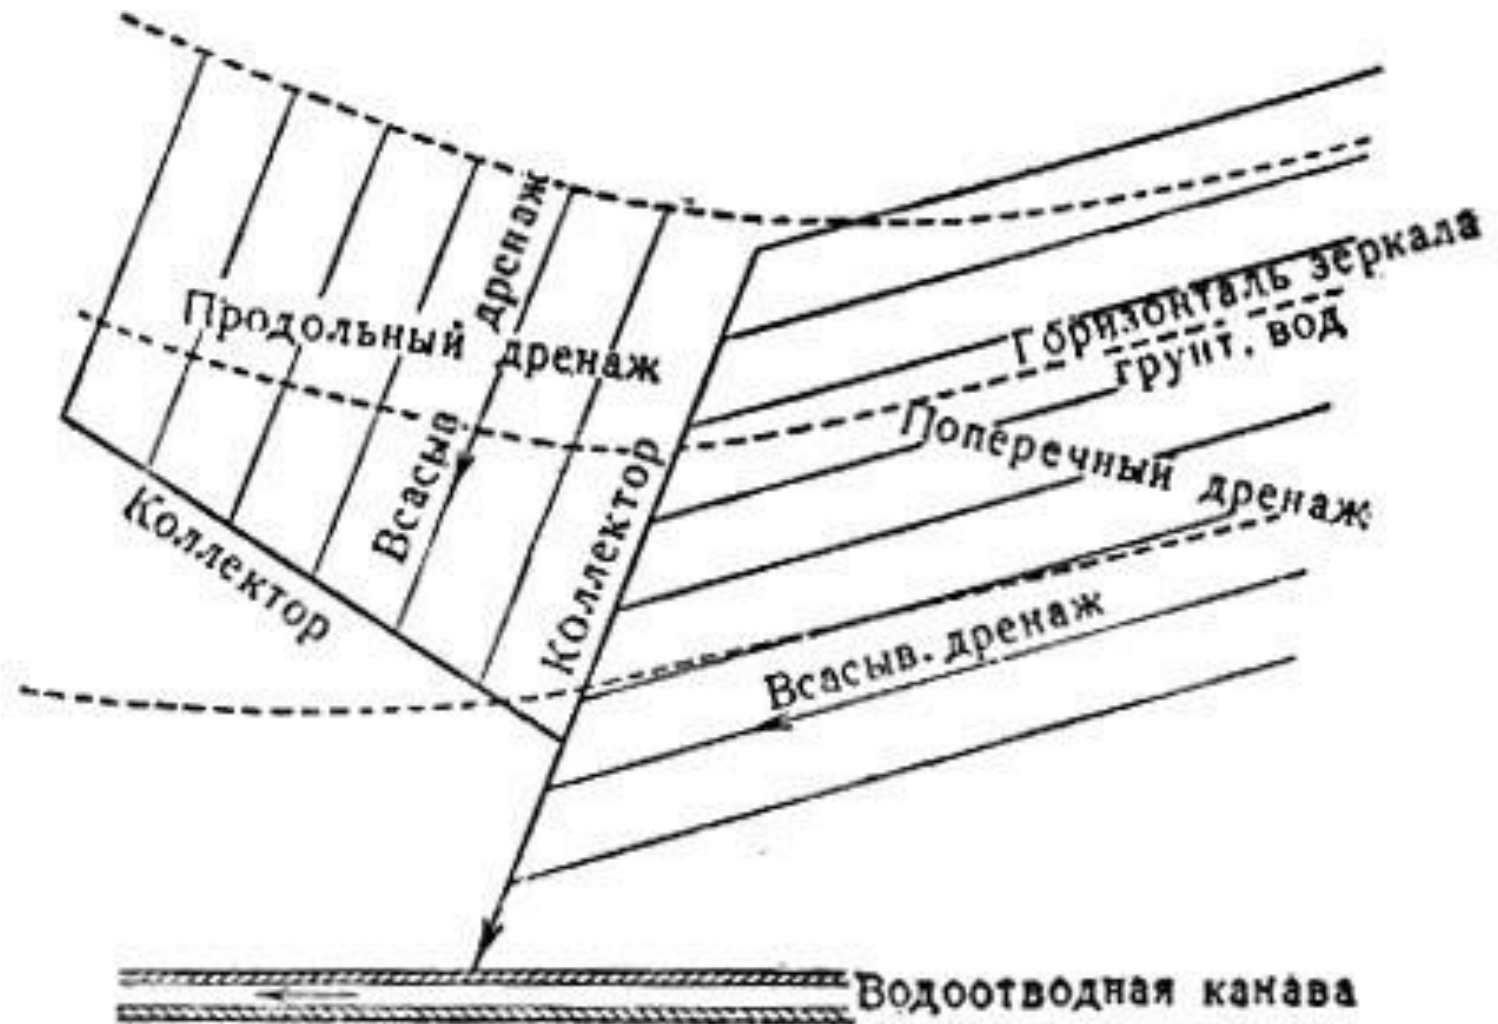 Всасыв. дренаж
Продольный дренаж
Коллектор
Коллектор
Горизонталь зеркала
грунт. вод
Поперечный дренаж
Всасыв. дренаж
Водоотводная канава